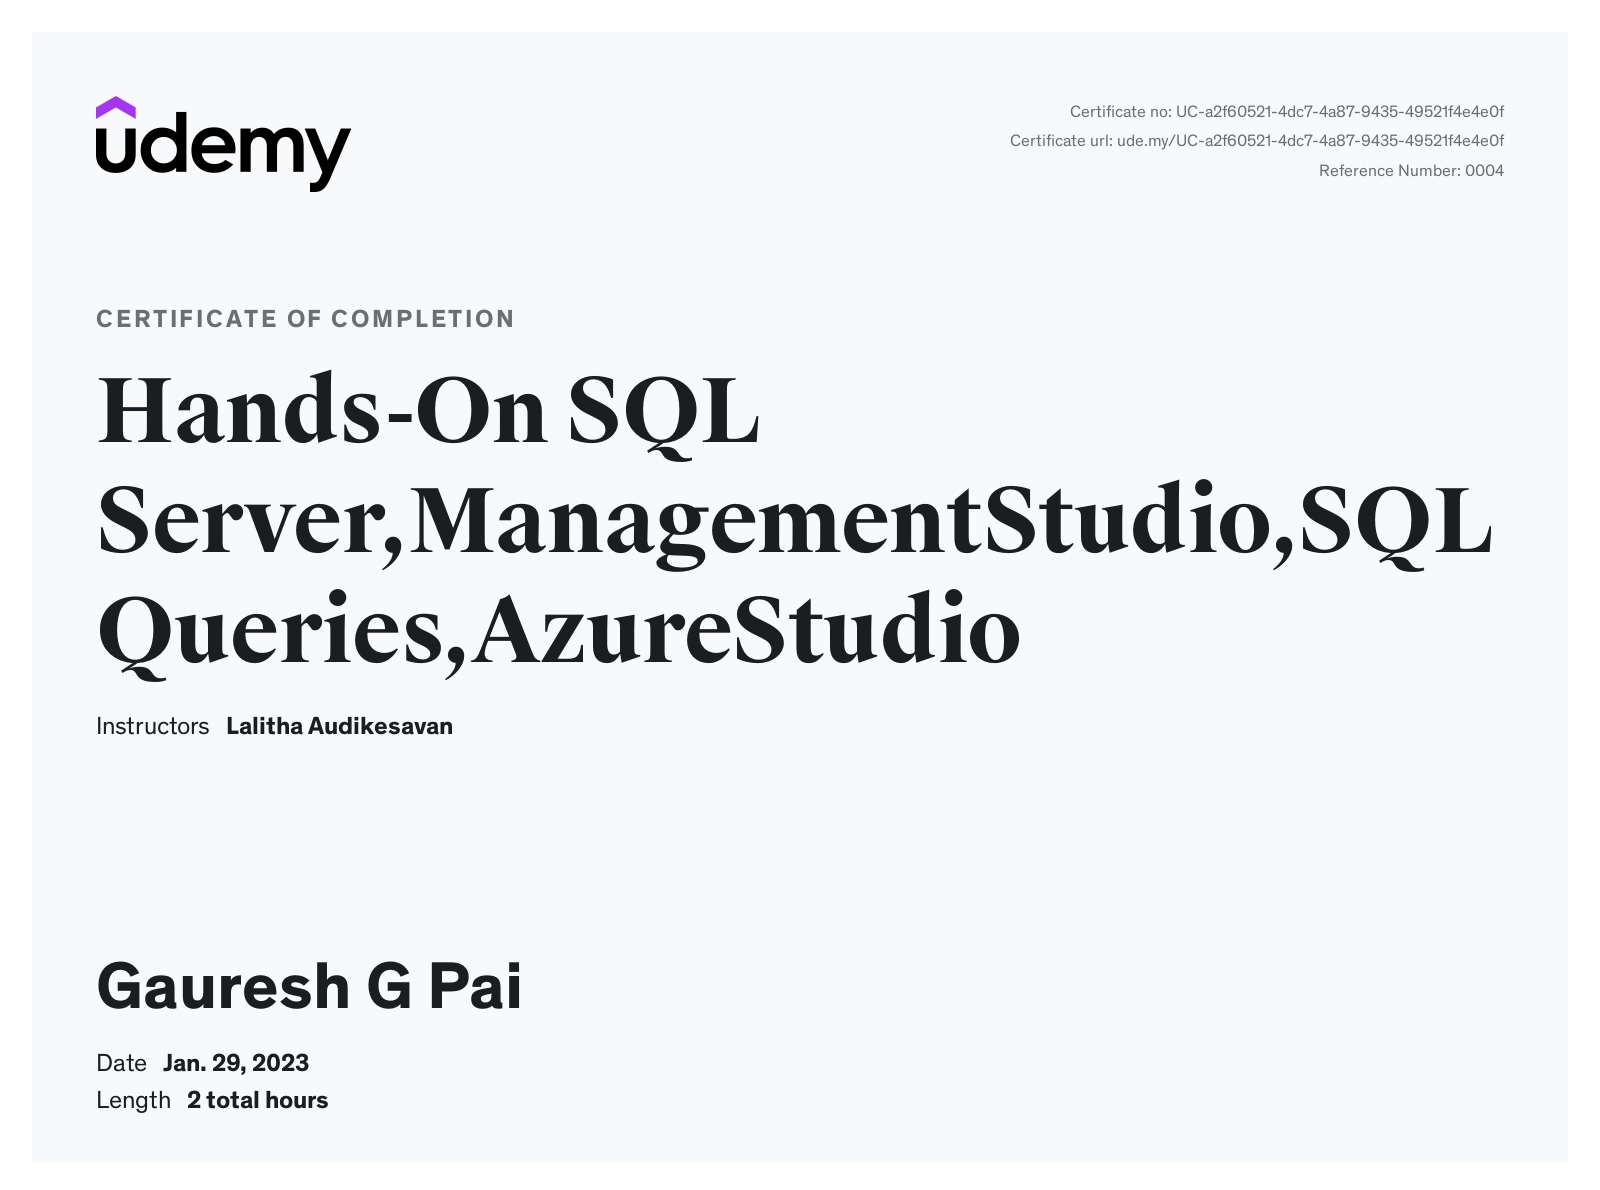 udemy
Certificate no: UC-a2f60521-4dc7-4a87-9435-49521f4e4e0f
Certificate url: ude.my/UC-a2f60521-4dc7-4a87-9435-49521f4e4e0f
Reference Number: 0004
CERTIFICATE OF COMPLETION
Hands-On SQL
Server,ManagementStudio,SQL
Queries,AzureStudio
Instructors Lalitha Audikesavan
Gauresh G Pai
Date Jan. 29, 2023
Length 2 total hours